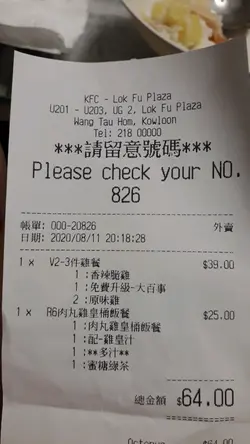 KFC - Lok Fu Plaza
U201 - U203, UG 2, Lok Fu Plaza
Wang Tau Hom, Kowloon
Tel: 218 00000
***請留意號碼***
Please check your NO.
826
帳單: 000-20826 外賣
日期: 2020/08/11 20:18:28
1 x V2-3件雞餐 $39.00
1 :香辣脆雞
1 :免費升級-大百事
2 :原味雞
1 x R6肉丸雞皇桶飯餐 $25.00
1 :肉丸雞皇桶飯餐
1 :配-雞皇汁
1 :**多汁**
1 :蜜糖綠茶
總金額 $64.00
Octopus $64.00